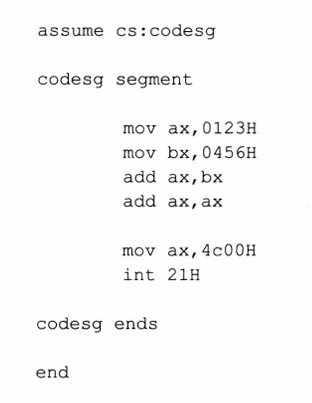 assume cs:codesg
codesg segment
mov ax,0123H
mov bx,0456H
add ax,bx
add ax,ax
mov ax,4c00H
int 21H
codesg ends
end